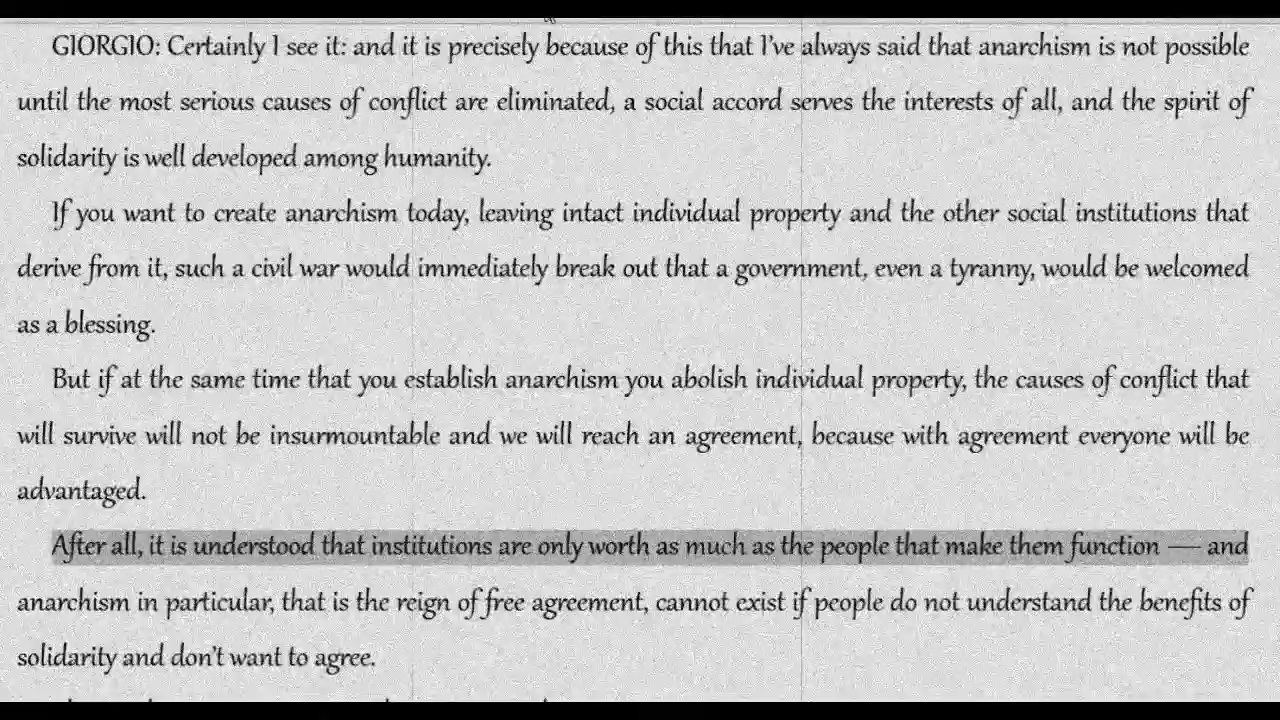 GIORGIO: Certainly I see it: and it is precisely because of this that I've always said that anarchism is not possible
until the most serious causes of conflict are eliminated, a social accord serves the interests of all, and the spirit of
solidarity is well developed among humanity.
If you want to create anarchism today, leaving intact individual property and the other social institutions that
derive from it, such a civil war would immediately break out that a government, even a tyranny, would be welcomed
as a blessing.
But if at the same time that you establish anarchism you abolish individual property, the causes of conflict that
will survive will not be insurmountable and we will reach an agreement, because with agreement everyone will be
advantaged.
After all, it is understood that institutions are only worth as much as the people that make them function — and
anarchism in particular, that is the reign of free agreement, cannot exist if people do not understand the benefits of
solidarity and don't want to agree.